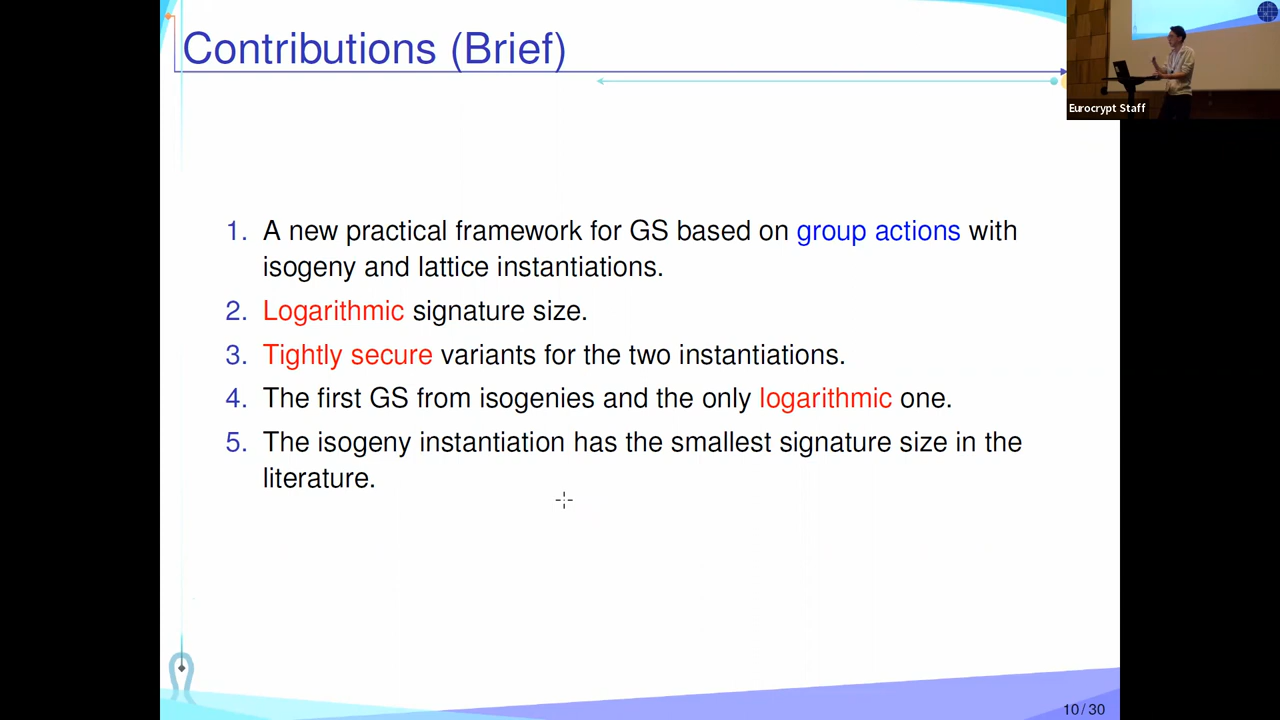 Contributions (Brief)
Eurocrypt Staff
1. A new practical framework for GS based on group actions with
isogeny and lattice instantiations.
2. Logarithmic signature size.
3. Tightly secure variants for the two instantiations.
4. The first GS from isogenies and the only logarithmic one.
5. The isogeny instantiation has the smallest signature size in the
literature.
10/30